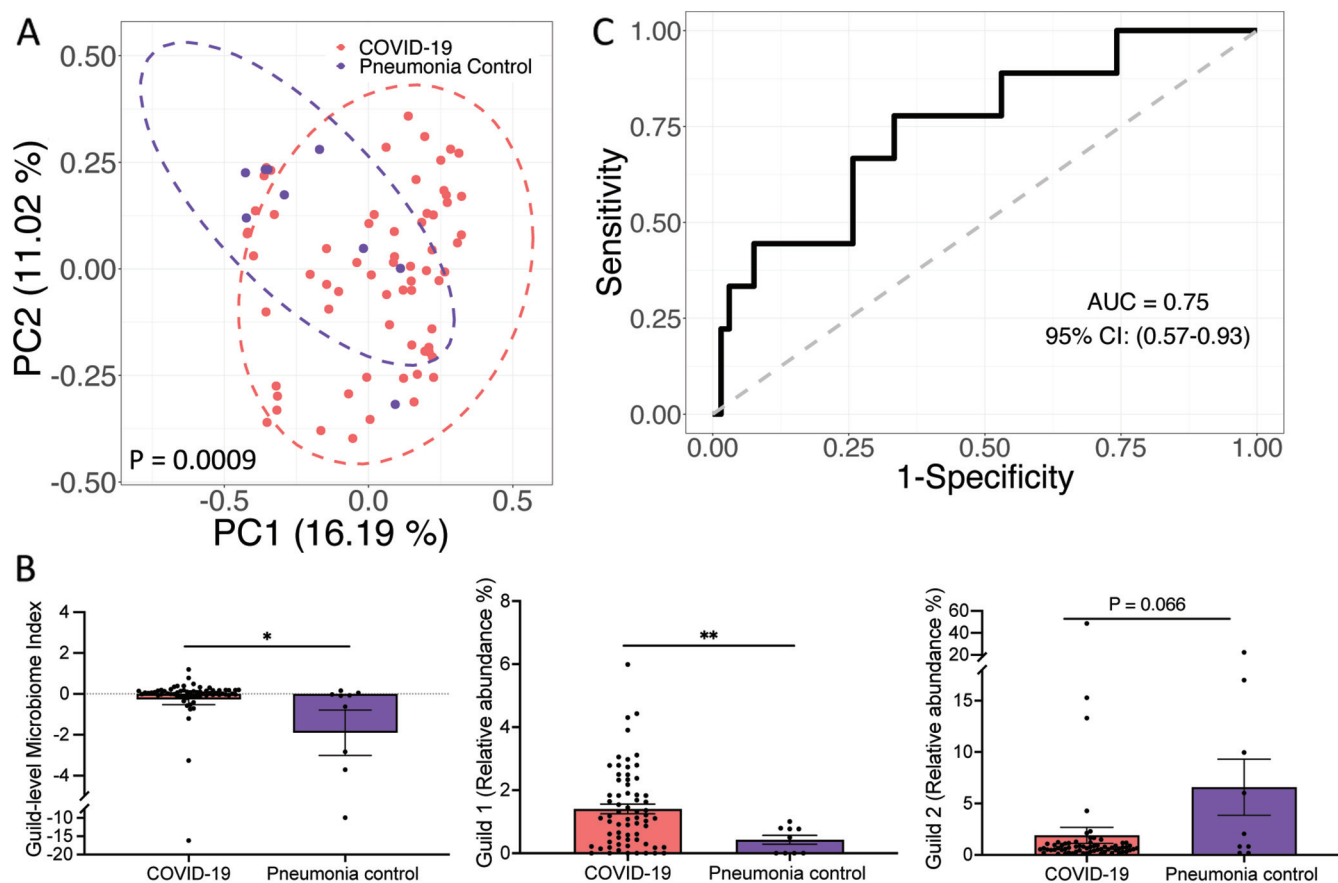 A
COVID-19
Pneumonia Control
0.50
0.25
0.00
-0.25
-0.50
PC2 (11.02 %)
P = 0.0009
-0.5
0.0
0.5
PC1 (16.19 %)
C
1.00
0.75
0.50
0.25
0.00
Sensitivity
AUC = 0.75
95% CI: (0.57-0.93)
0.00
0.25
0.50
0.75
1.00
1-Specificity
B
Guild-level Microbiome Index
4
2
0
-2
-4
-10
-15
-20
*
COVID-19
Pneumonia control
Guild 1 (Relative abundance %)
8
6
4
2
0
**
COVID-19
Pneumonia control
Guild 2 (Relative abundance %)
60
40
20
15
10
5
0
P = 0.066
COVID-19
Pneumonia control